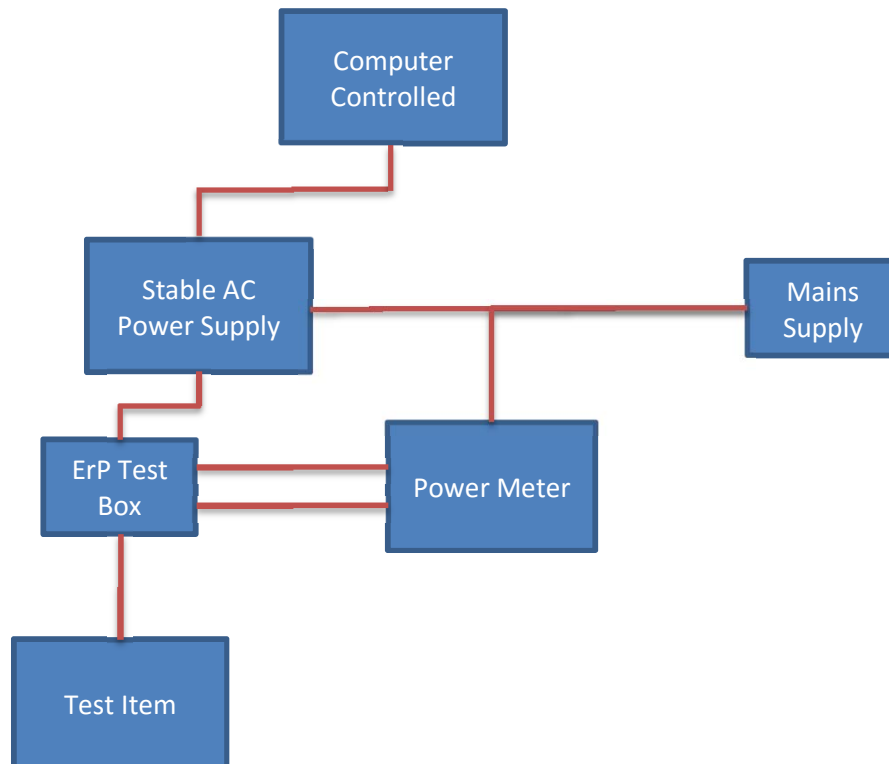 Computer
Controlled
Stable AC
Power Supply
Mains
Supply
ErP Test
Box
Power Meter
Test Item